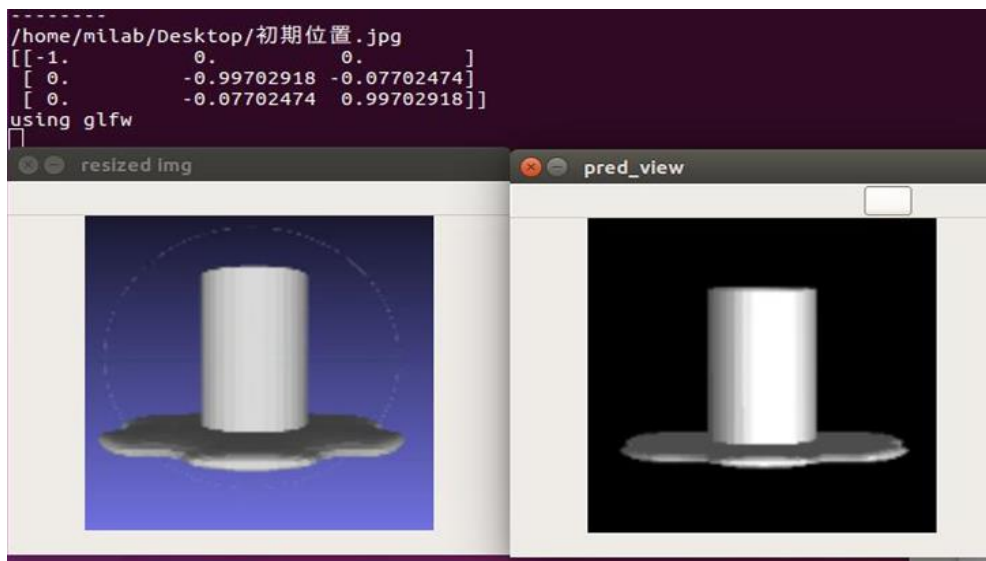 --------
/home/milab/Desktop/初期位置.jpg
[[-1.          0.          0.        ]
 [ 0.         -0.99702918 -0.07702474]
 [ 0.         -0.07702474  0.99702918]]
using glfw
resized img
pred_view